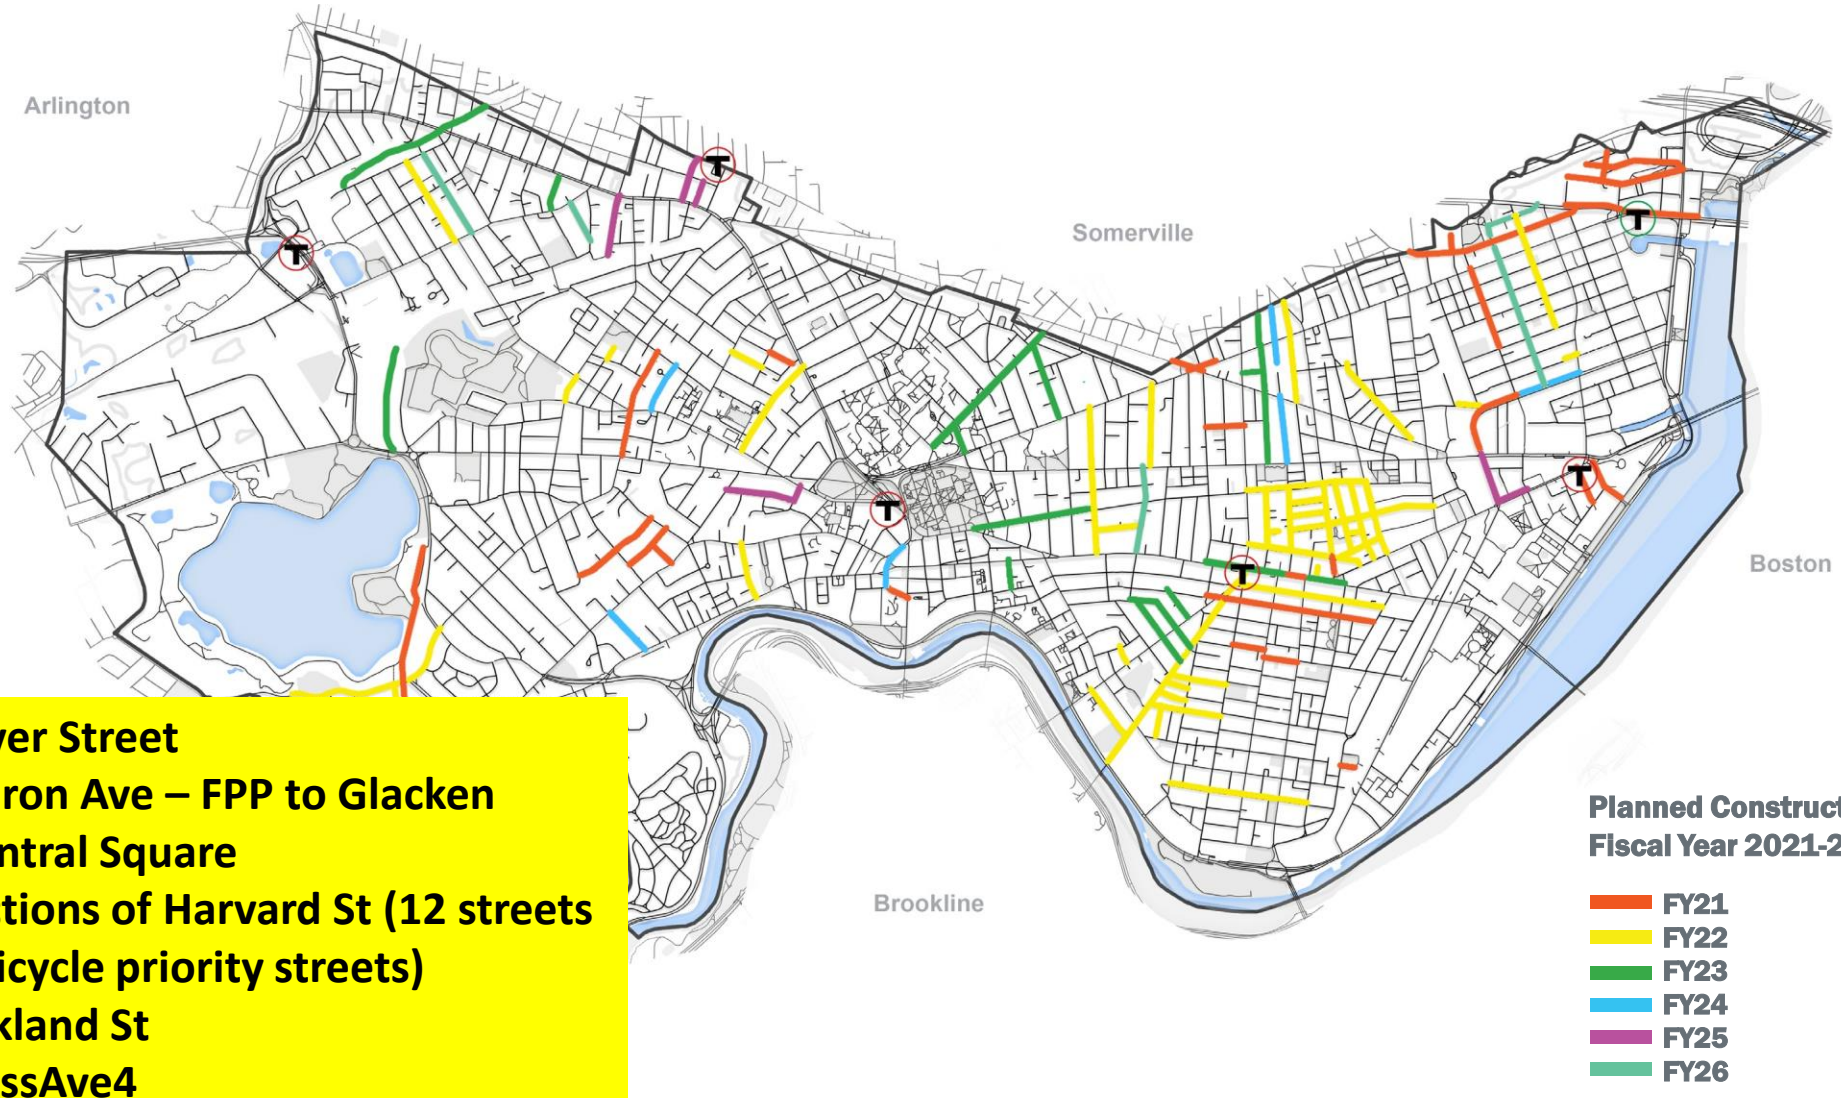 Arlington
Somerville
Boston
Brookline
T
T
T
T
T
T
yer Street
ron Ave – FPP to Glacken
ntral Square
tions of Harvard St (12 streets
icycle priority streets)
kland St
ssAve4
Planned Construct
Fiscal Year 2021-2
FY21
FY22
FY23
FY24
FY25
FY26